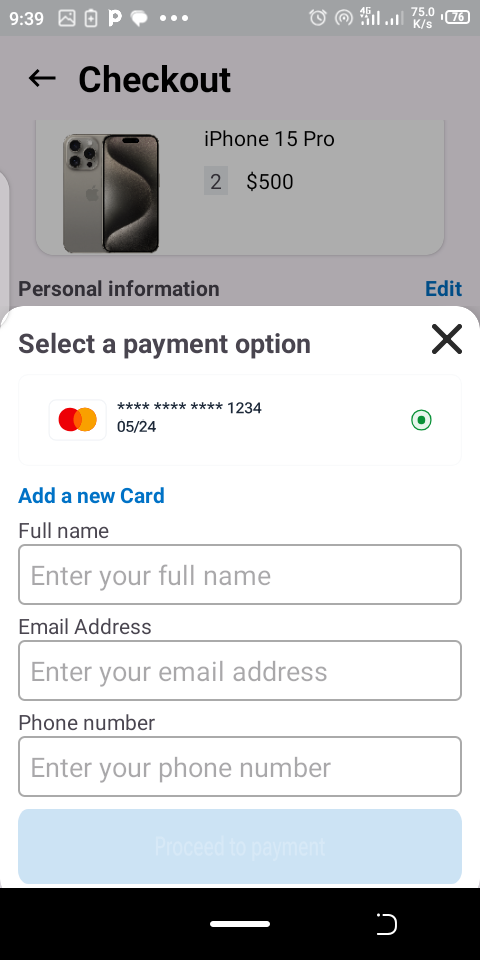 9:39
4G
75.0
K/s
76
Checkout
iPhone 15 Pro
2 $500
Personal information Edit
Select a payment option
**** **** **** 1234
05/24
Add a new Card
Full name
Enter your full name
Email Address
Enter your email address
Phone number
Enter your phone number
Proceed to payment